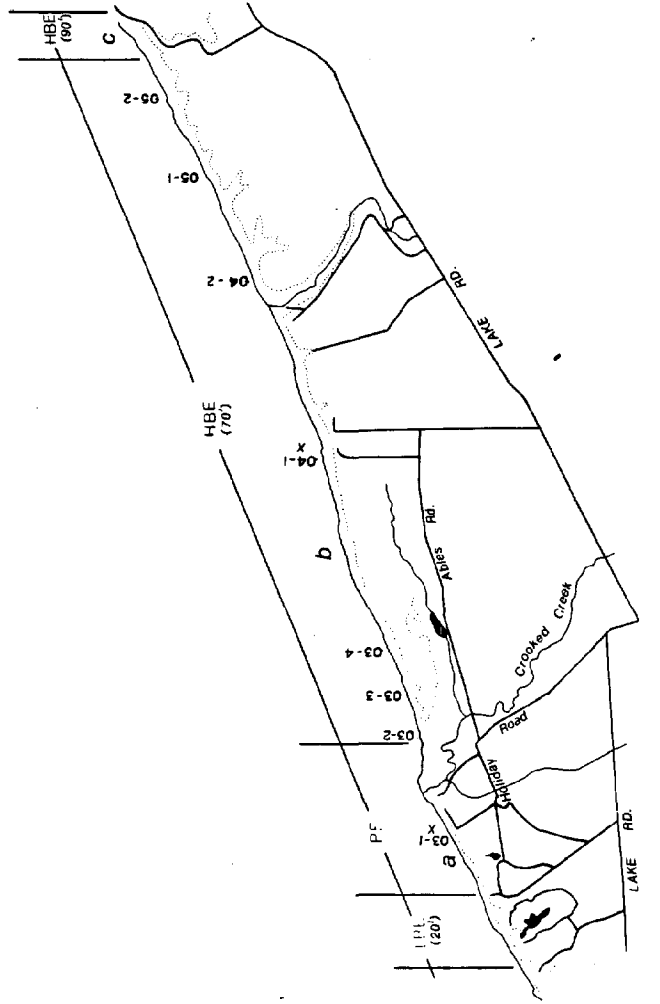 HBE
(90')
C
05-2
05-1
04-2
HBE
(70')
LAKE RD.
04-1
X
b
Ables Rd.
03-4
03-3
03-2
Crooked Creek
Holiday Road
03-1
X
a
(20')
LAKE RD.